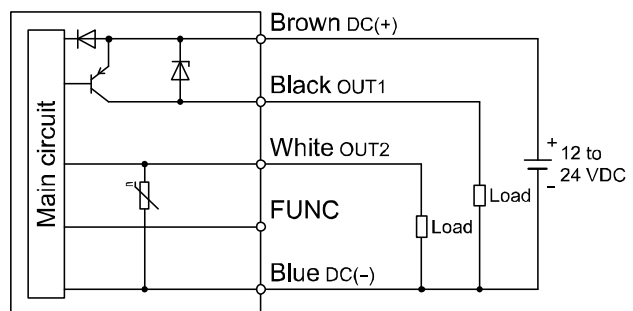 Main circuit
Brown DC(+)
Black OUT1
White OUT2
FUNC
Blue DC(−)
n
Load
Load
+
12 to
24 VDC
−